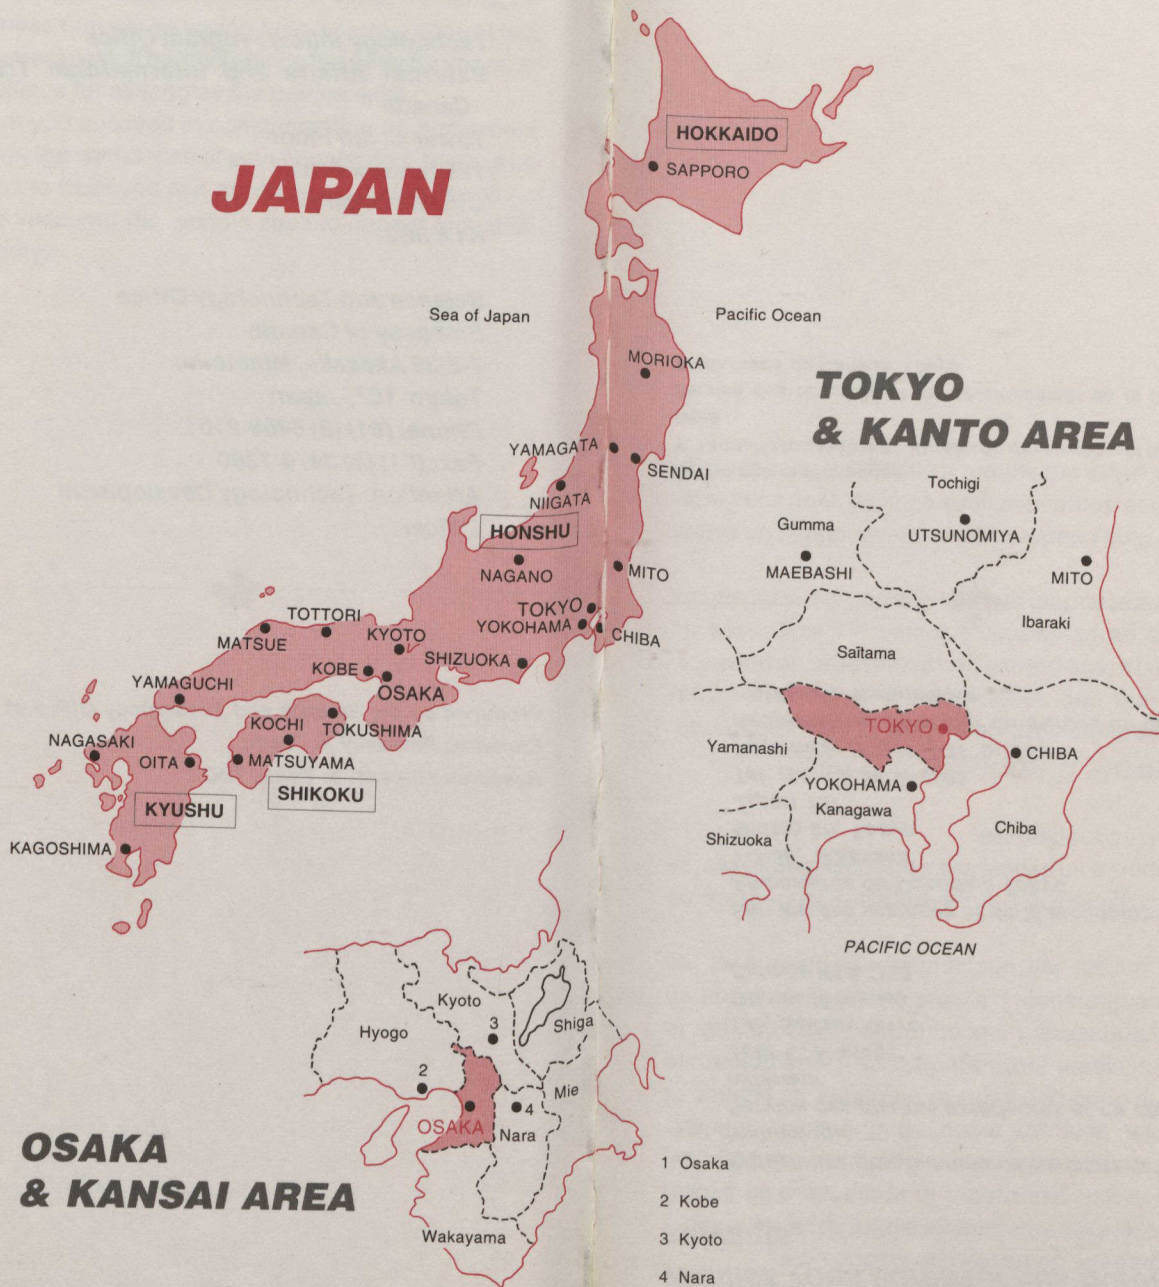 JAPAN
HOKKAIDO
SAPPORO
Sea of Japan
Pacific Ocean
MORIOKA
YAMAGATA
SENDAI
NIIGATA
HONSHU
NAGANO
MITO
TOKYO
YOKOHAMA
CHIBA
TOTTORI
MATSUE
KYOTO
KOBE
SHIZUOKA
OSAKA
YAMAGUCHI
KOCHI
TOKUSHIMA
NAGASAKI
OITA
MATSUYAMA
SHIKOKU
KYUSHU
KAGOSHIMA
TOKYO
& KANTO AREA
Tochigi
Gumma
UTSUNOMIYA
MAEBASHI
MITO
Ibaraki
Saïtama
TOKYO
Yamanashi
CHIBA
YOKOHAMA
Kanagawa
Shizuoka
Chiba
PACIFIC OCEAN
Kyoto
Hyogo
3
Shiga
2
Mie
4
OSAKA
Nara
Wakayama
OSAKA
& KANSAI AREA
1 Osaka
2 Kobe
3 Kyoto
4 Nara